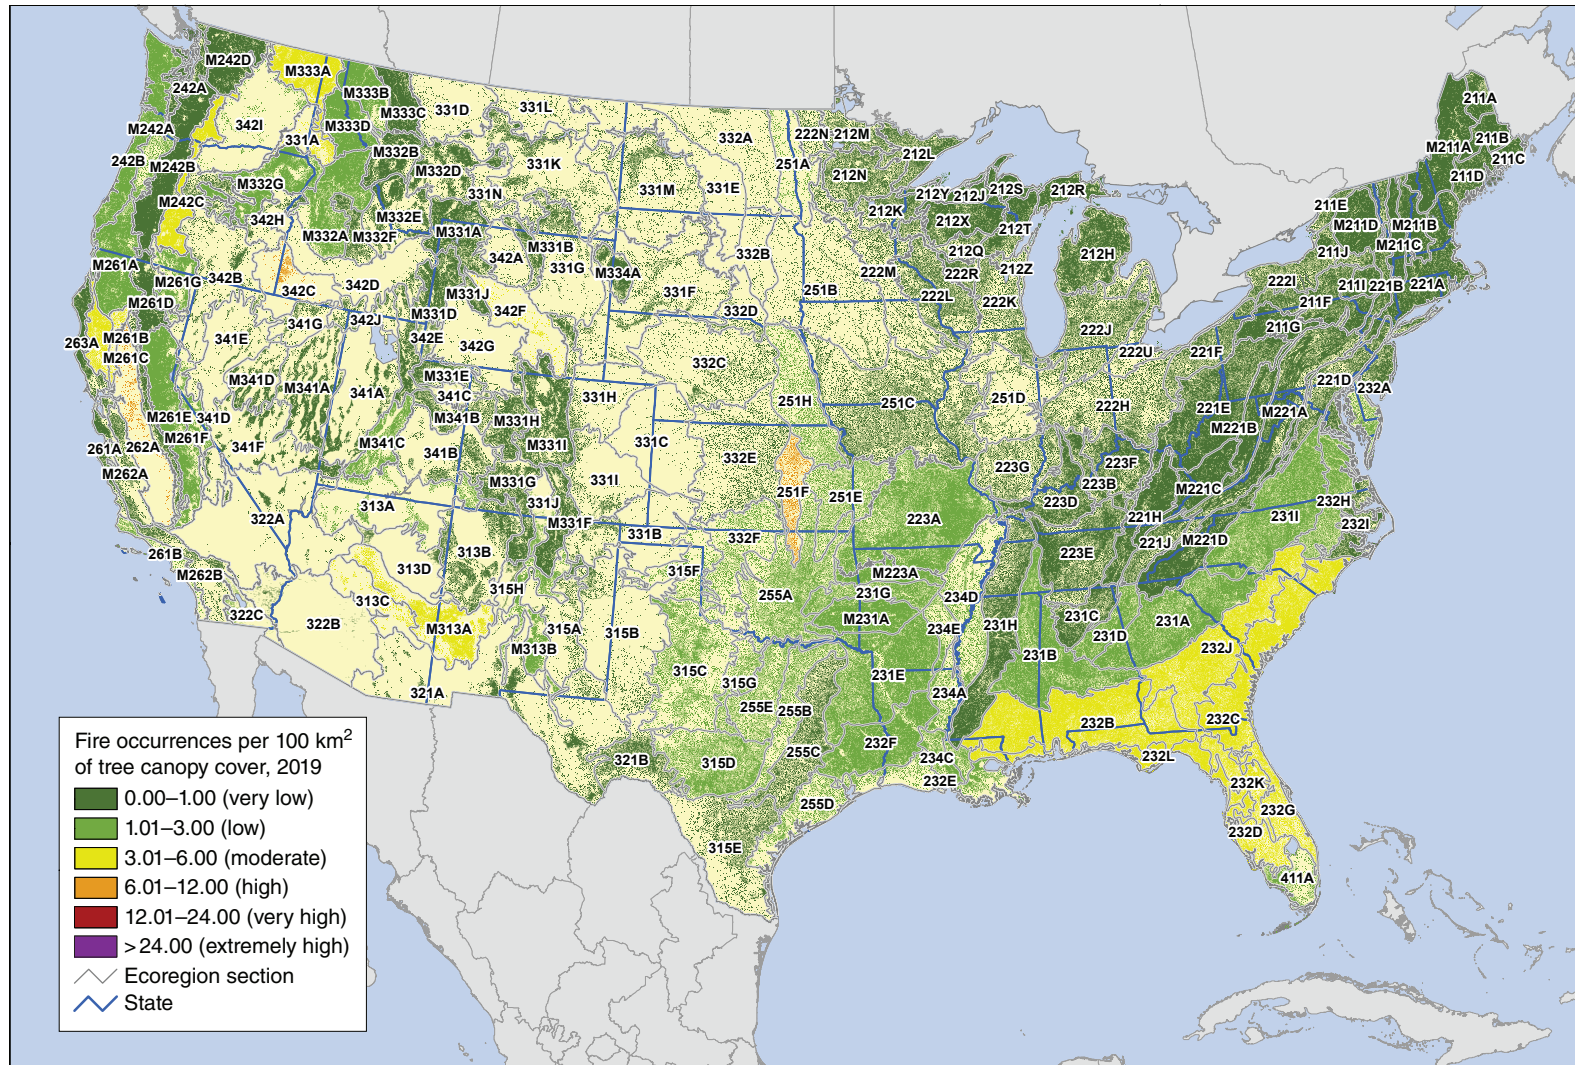 M242D
M333A
242A
M333B
M333C
331D
331L
342I
M242A
M333D
331A
332A
222N
212M
251A
212L
211A
211B
M211A
211C
211D
242B
M242B
M332B
M332D
331K
212N
M332G
331N
331M
331E
212Y
212J
212S
212R
M242C
342H
M332E
212K
212X
212T
211E
M211D
M211B
M332A
M332F
M331A
M331B
342A
331G
332B
212Q
212H
M211C
211J
M261A
342B
M261G
342C
342D
M334A
331F
222M
222R
212Z
222I
211I
221B
221A
M331J
251B
222L
222K
211F
M261D
342F
332D
M331D
341G
342J
222J
211G
263A
M261B
M261C
341E
342E
342G
332C
222U
221F
M341D
M341A
341A
M331E
341C
331H
251H
251C
251D
222H
221D
232A
M261E
341D
M341B
M331H
221E
M221A
M221B
M261F
261A
262A
341F
M341C
341B
M331I
331C
332E
M262A
M331G
331I
251F
251E
223G
223F
223B
M221C
313A
331J
223D
232H
322A
M331F
331B
332F
223A
221H
231I
232I
261B
313B
223E
221J
M221D
M262B
313D
315H
315F
M223A
255A
231G
234D
322C
313C
322B
M313A
315A
315B
M231A
234E
231H
231C
231D
231A
M313B
231B
232J
321A
315C
315G
231E
234A
255E
255B
232B
232C
321B
315D
255C
232F
234C
232L
232E
232K
255D
232G
232D
315E
411A
Fire occurrences per 100 km2
of tree canopy cover, 2019
0.00–1.00 (very low)
1.01–3.00 (low)
3.01–6.00 (moderate)
6.01–12.00 (high)
12.01–24.00 (very high)
>24.00 (extremely high)
Ecoregion section
State